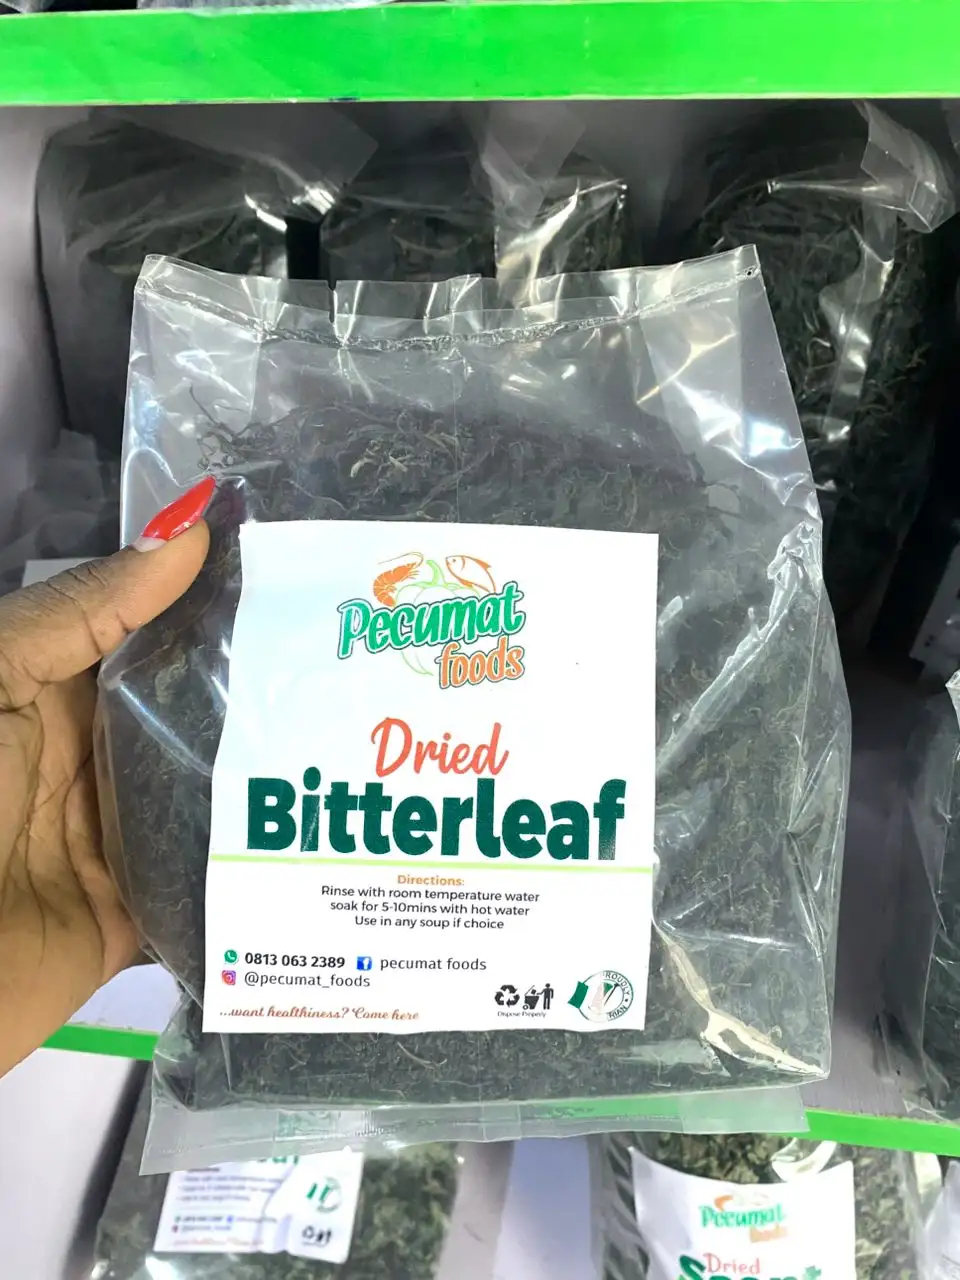 Pecumat
foods
Dried
Bitterleaf
Directions:
Rinse with room temperature water
soak for 5-10mins with hot water
Use in any soup if choice
0813 063 2389 pecumat foods
@pecumat_foods
...want healthiness? Come here
Dispose Properly
Pecumat
foods
Dried